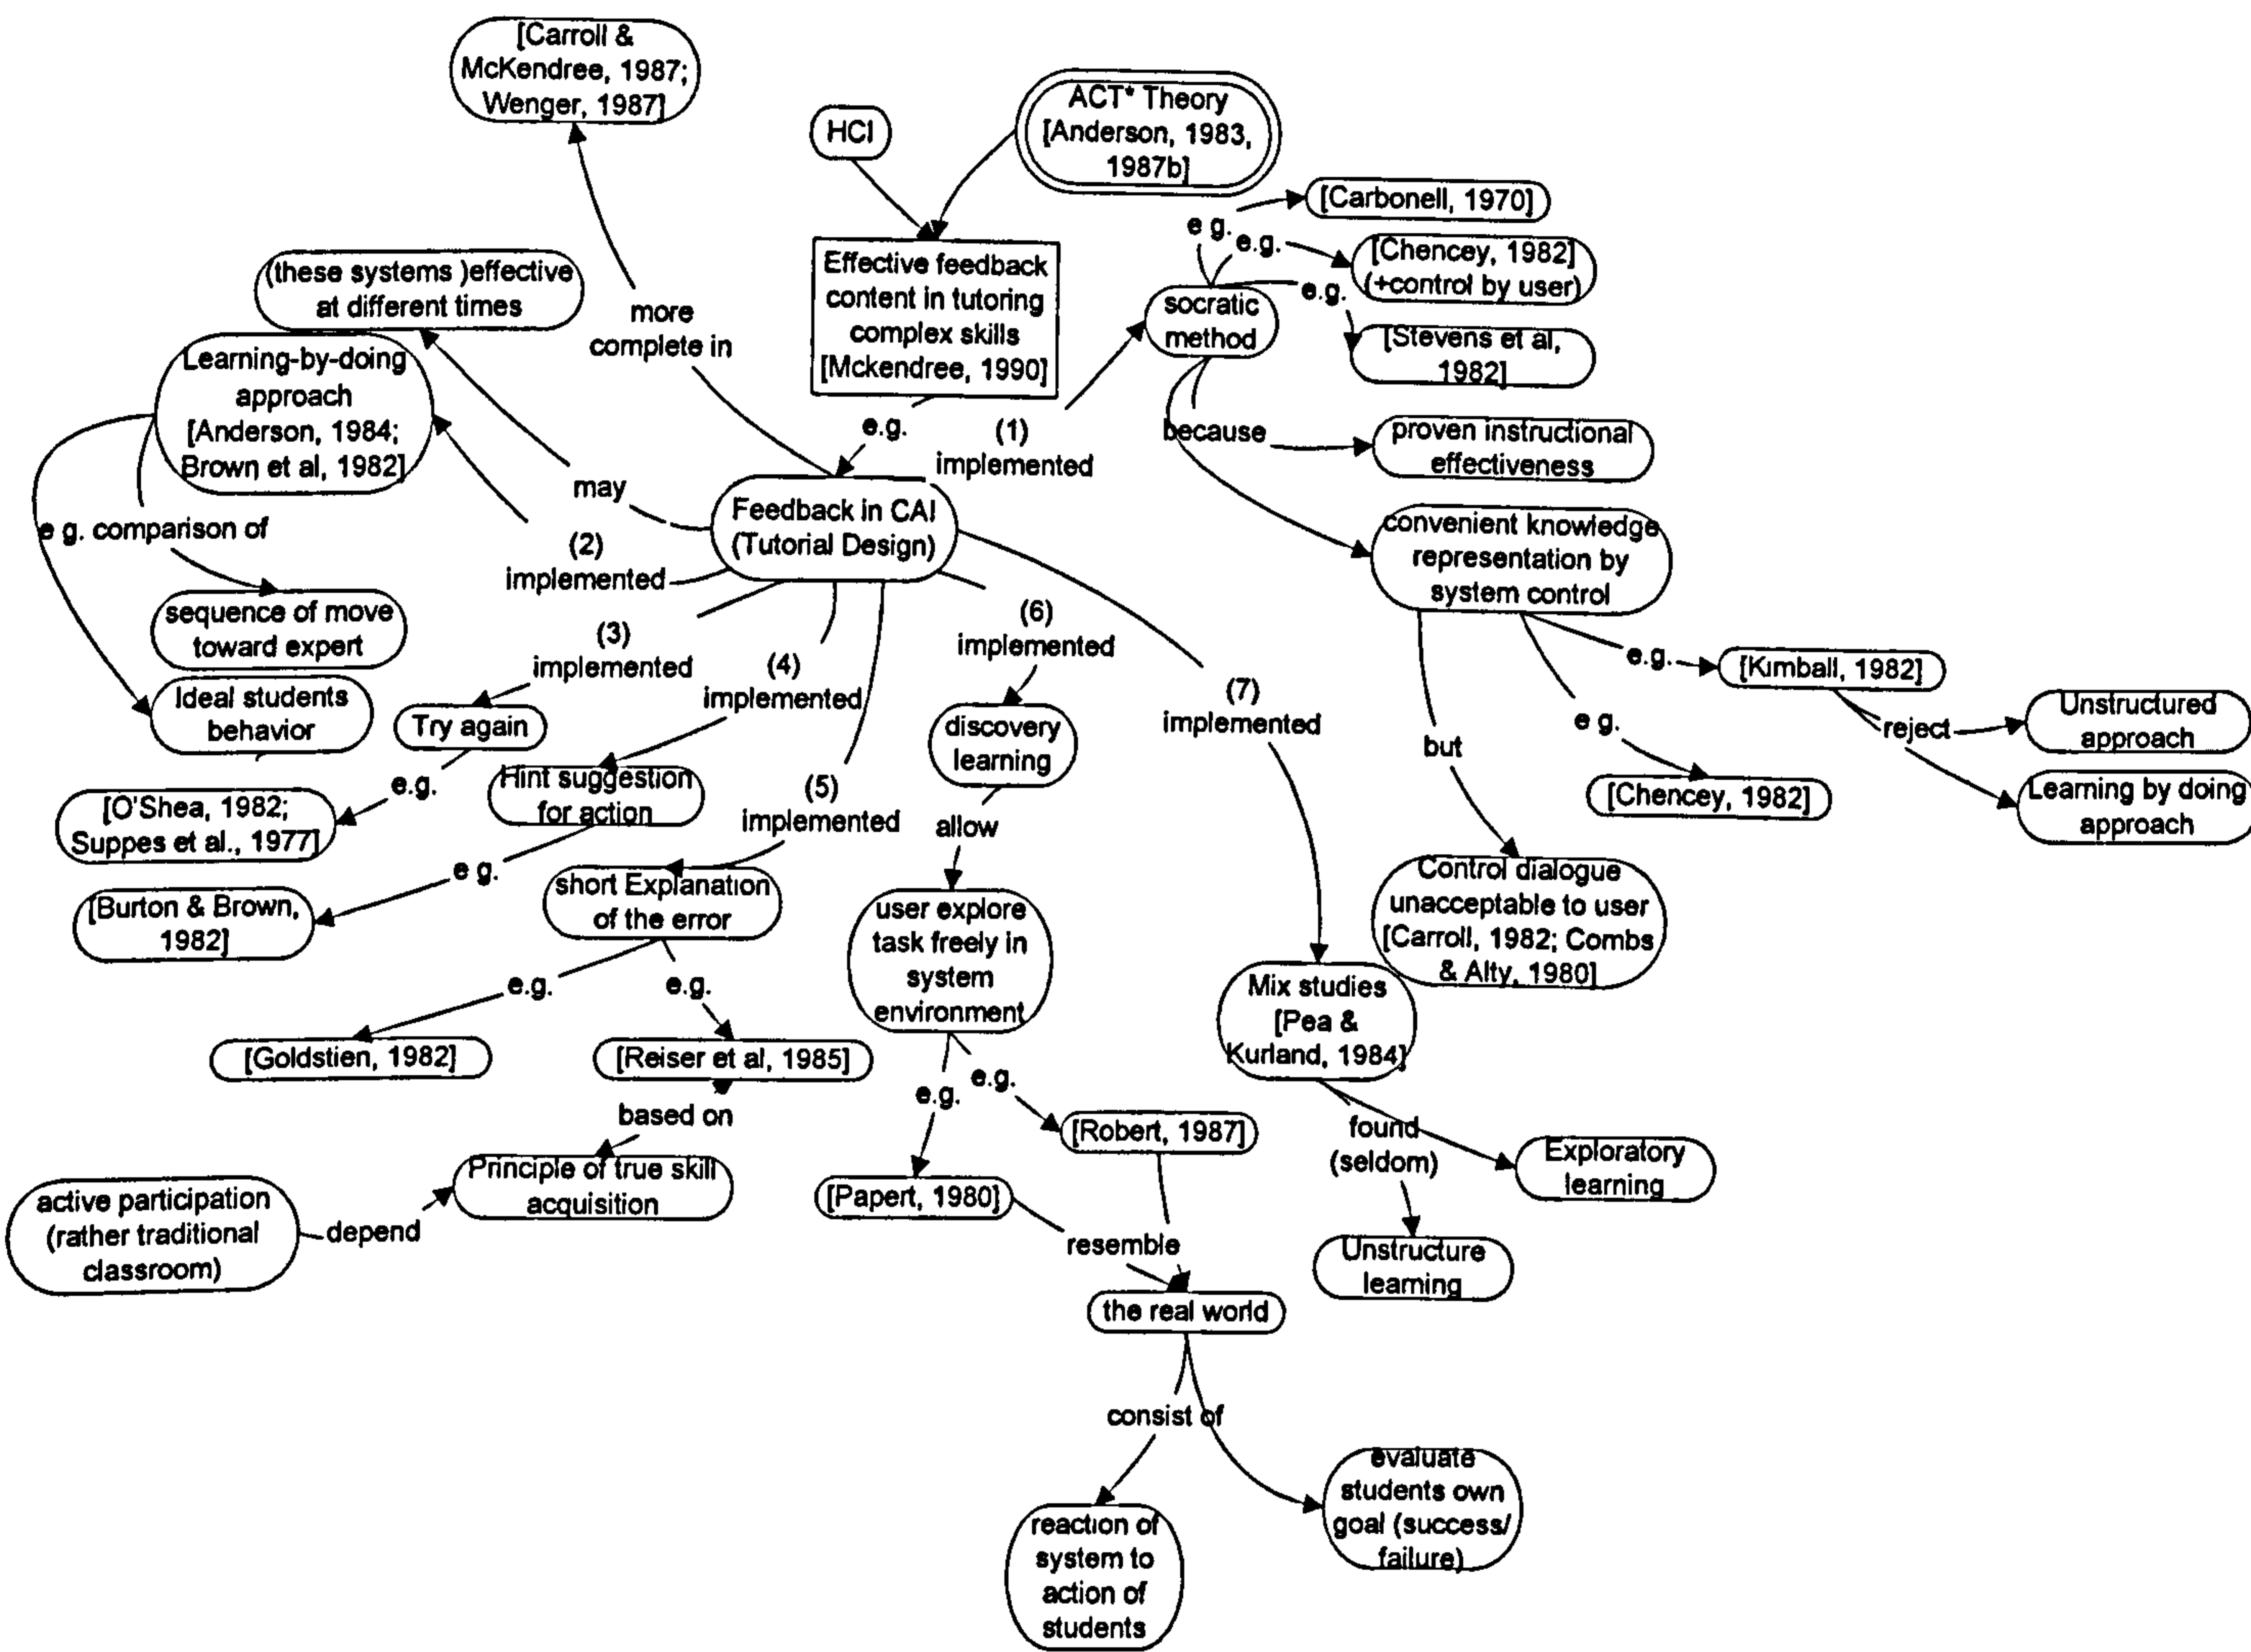 [Carroll &
McKendree, 1987;
Wenger, 1987]
HCI
ACT* Theory
[Anderson, 1983,
1987b]
e g.
[Carbonell, 1970]
e.g.
[Chencey, 1982]
(+control by user)
e.g.
[Stevens et al,
1982]
(these systems )effective
at different times
more
complete in
Effective feedback
content in tutoring
complex skills
[Mckendree, 1990]
socratic
method
Learning-by-doing
approach
[Anderson, 1984;
Brown et al, 1982]
e.g.
(1)
implemented
because
proven instructional
effectiveness
may
Feedback in CAI
(Tutorial Design)
convenient knowledge
representation by
system control
e g. comparison of
(2)
implemented
sequence of move
toward expert
(3)
implemented
(4)
implemented
(6)
implemented
(7)
implemented
e.g.
[Kimball, 1982]
Ideal students
behavior
Try again
discovery
learning
but
e g.
reject
Unstructured
approach
[O'Shea, 1982;
Suppes et al., 1977]
e.g.
Hint suggestion
for action
(5)
implemented
allow
[Chencey, 1982]
Learning by doing
approach
[Burton & Brown,
1982]
e g.
short Explanation
of the error
user explore
task freely in
system
environment
Control dialogue
unacceptable to user
[Carroll, 1982; Combs
& Alty, 1980]
e.g.
e.g.
Mix studies
[Pea &
Kurland, 1984]
[Goldstien, 1982]
[Reiser et al, 1985]
e.g.
e.g.
based on
[Robert, 1987]
found
(seldom)
Exploratory
learning
active participation
(rather traditional
classroom)
depend
Principle of true skill
acquisition
[Papert, 1980]
resemble
Unstructure
learning
the real world
consist of
reaction of
system to
action of
students
evaluate
students own
goal (success/
failure)